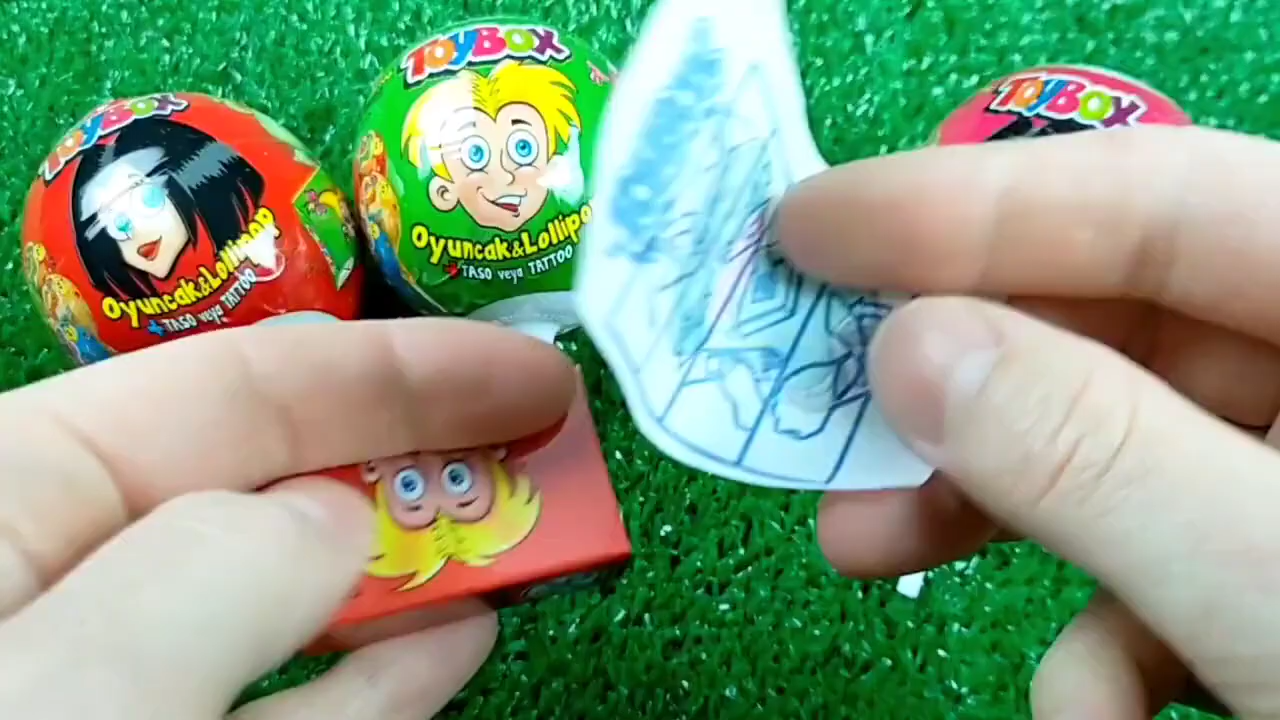 TOYBOX
Oyuncak&Lollipop
+ TASO veya TATTOO
TOYBOX
Oyuncak&Lollipo
+ TASO veya TATTOO
TOYBOX